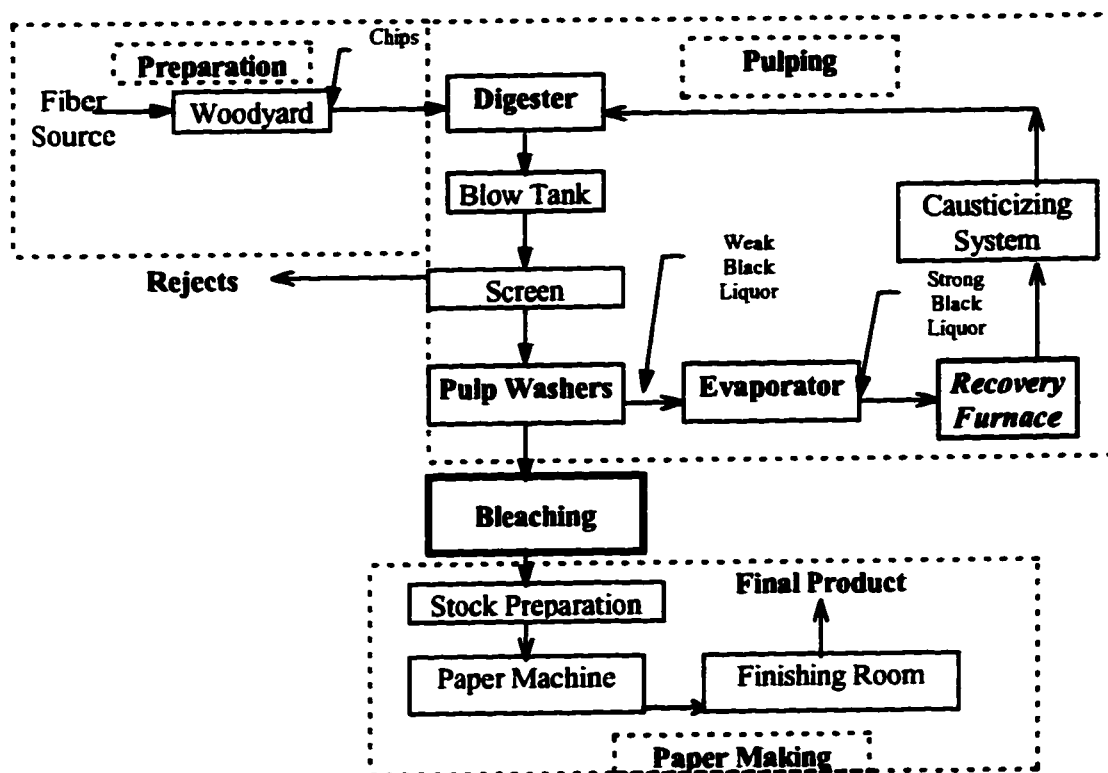 Chips
Preparation
Pulping
Fiber
Source
Woodyard
Digester
Blow Tank
Causticizing
System
Weak
Black
Liquor
Rejects
Screen
Strong
Black
Liquor
Pulp Washers
Evaporator
Recovery
Furnace
Bleaching
Final Product
Stock Preparation
Paper Machine
Finishing Room
Paper Making